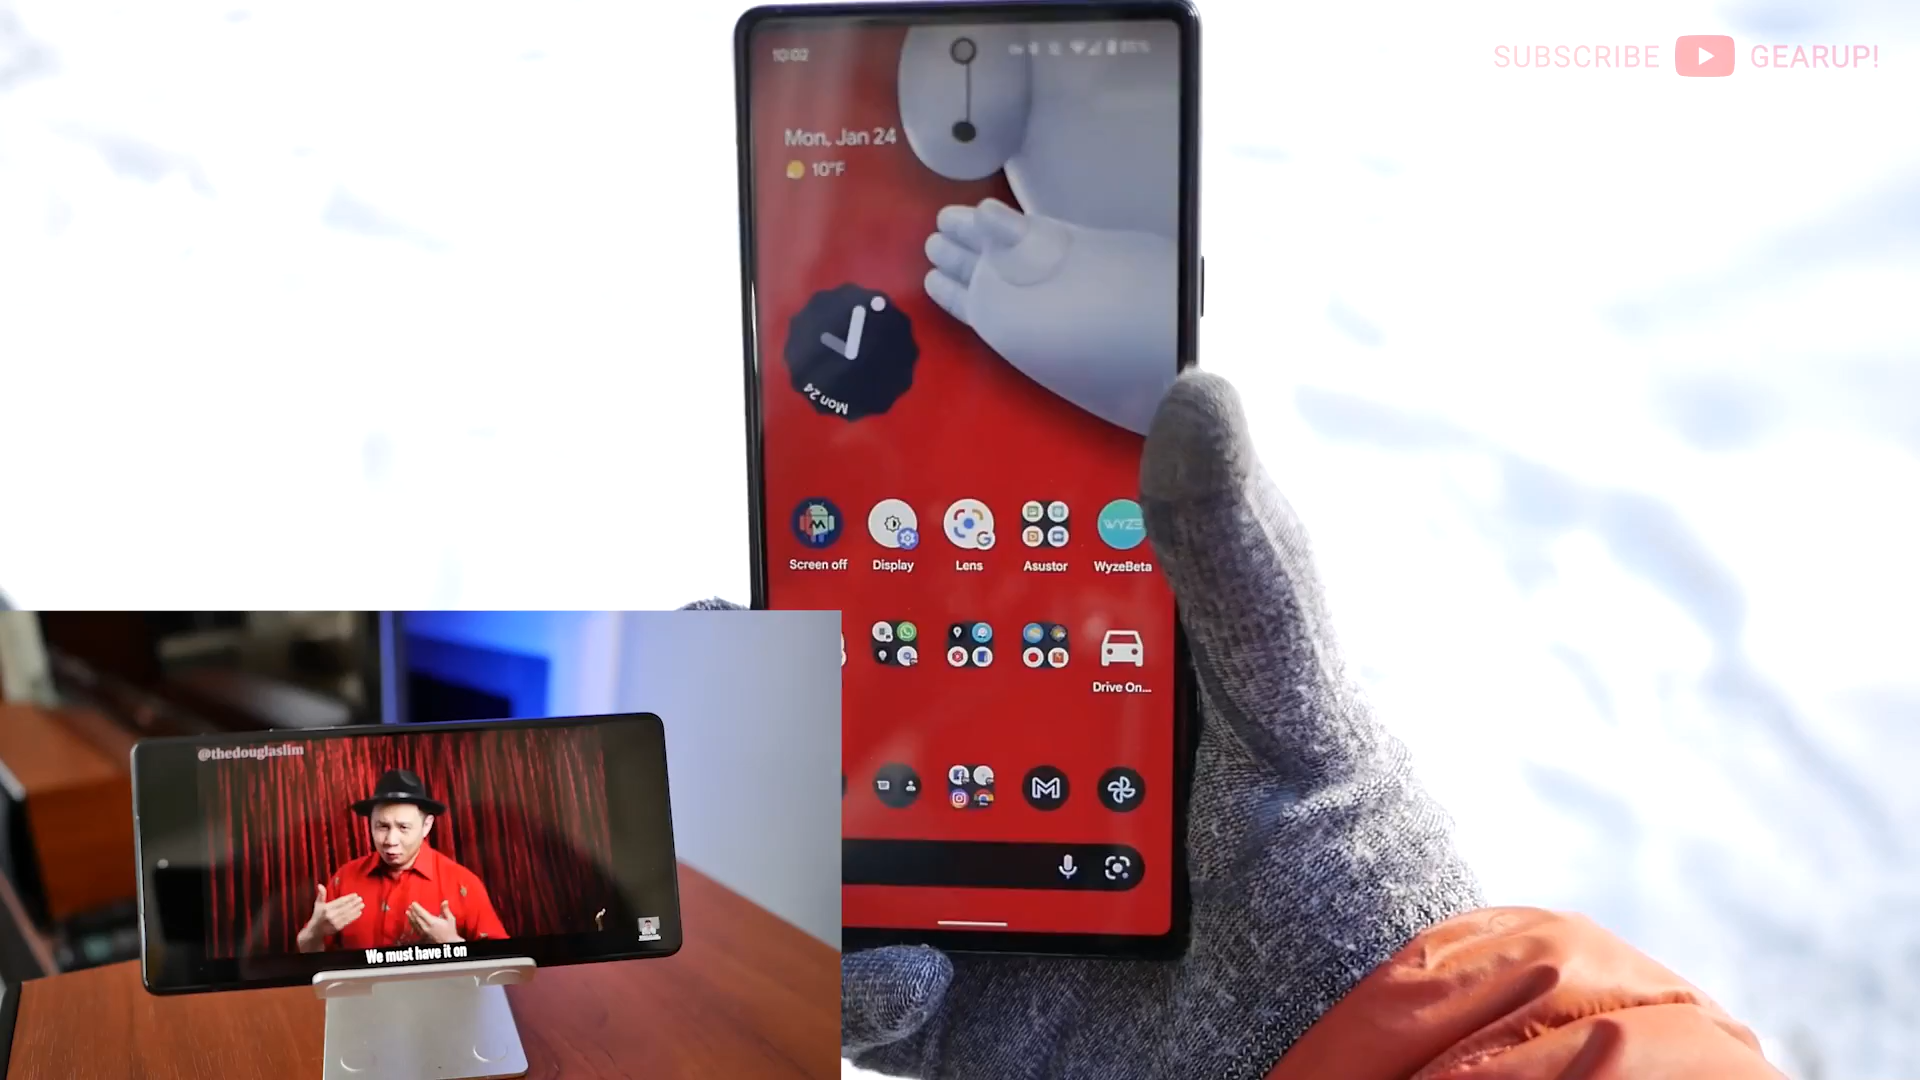 SUBSCRIBE GEARUP!
10:02
Mon, Jan 24
10°F
Mon 24
WYZE
Screen off Display Lens Asustor WyzeBeta
Drive On...
@thedouglaslim
We must have it on